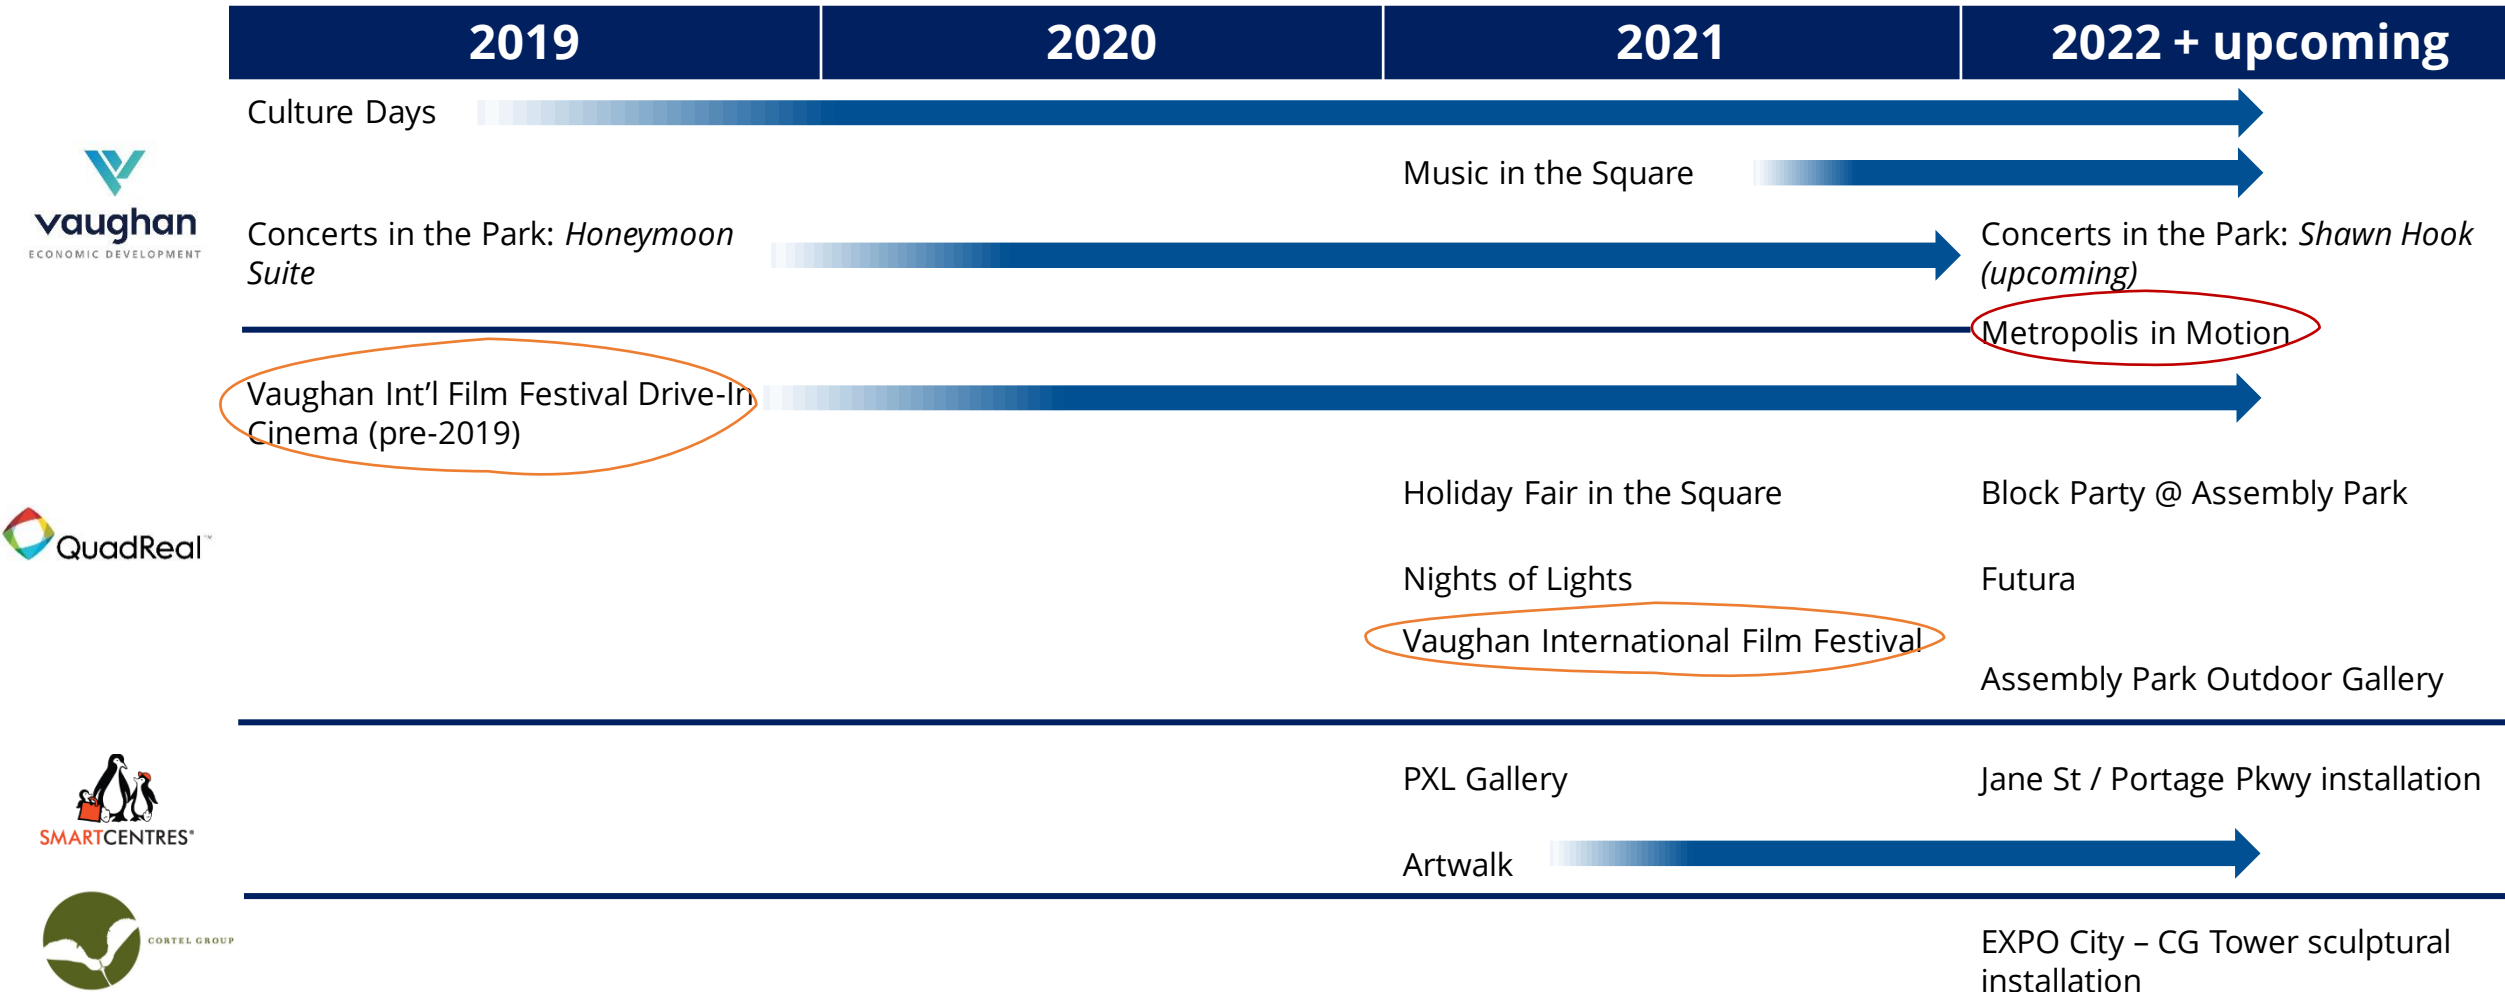 2019 2020 2021 2022 + upcoming
Culture Days
Music in the Square
vaughan
ECONOMIC DEVELOPMENT
Concerts in the Park: Honeymoon
Suite
Concerts in the Park: Shawn Hook
(upcoming)
Metropolis in Motion
Vaughan Int’l Film Festival Drive-In
Cinema (pre-2019)
QuadReal™
Holiday Fair in the Square
Block Party @ Assembly Park
Nights of Lights
Futura
Vaughan International Film Festival
Assembly Park Outdoor Gallery
SMARTCENTRES®
PXL Gallery
Jane St / Portage Pkwy installation
Artwalk
CORTEL GROUP
EXPO City – CG Tower sculptural
installation